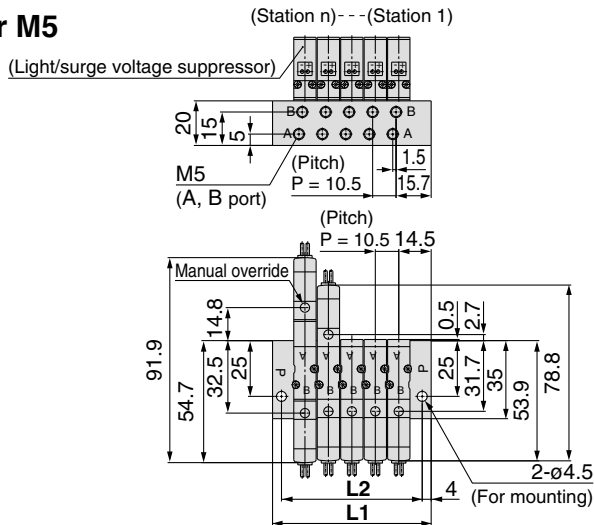 r M5
(Station n)---(Station 1)
(Light/surge voltage suppressor)
B B
A A
20
15
5
M5
(A, B port)
(Pitch)
P = 10.5
1.5
15.7
(Pitch)
P = 10.5
14.5
Manual override
14.8
91.9
54.7
32.5
25
P
A A A A
B B B B B
P
0.5
2.7
25
31.7
35
53.9
78.8
2-ø4.5
(For mounting)
L2
4
L1